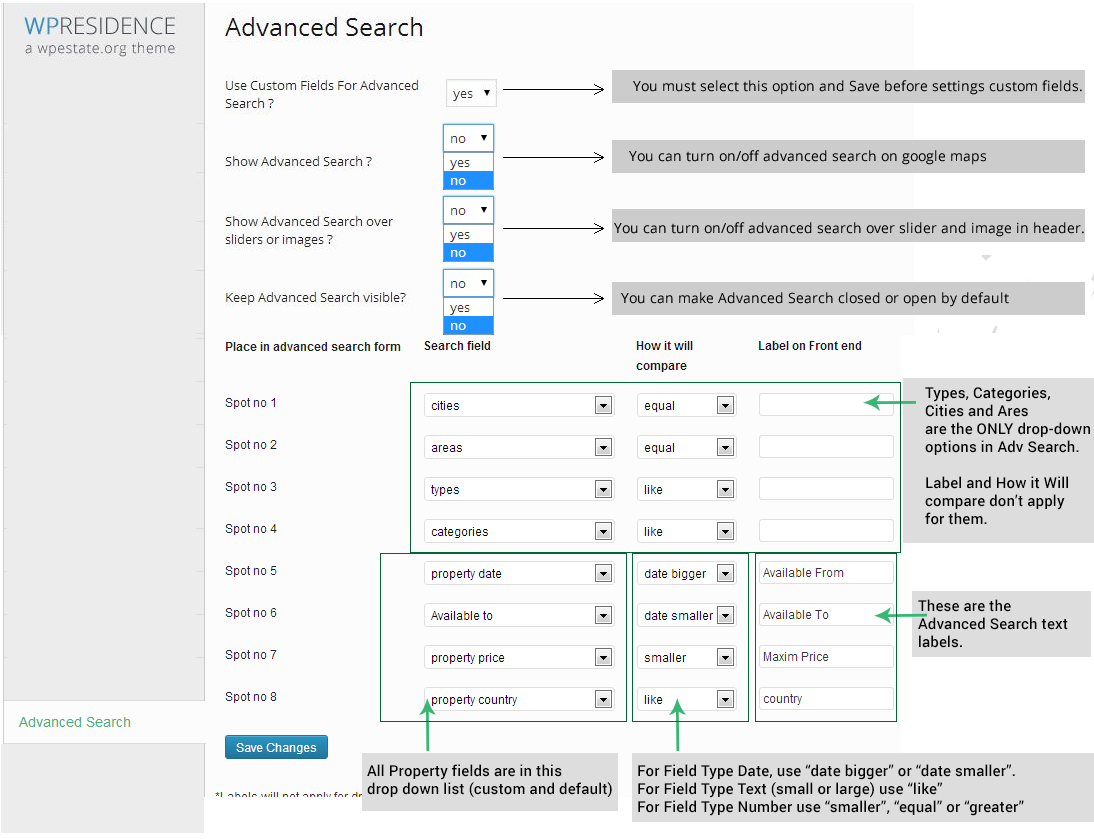 WPRESIDENCE
a wpestate.org theme
Advanced Search
Use Custom Fields For Advanced
Search ?
yes
You must select this option and Save before settings custom fields.
Show Advanced Search ?
no
yes
no
You can turn on/off advanced search on google maps
Show Advanced Search over
sliders or images ?
no
yes
no
You can turn on/off advanced search over slider and image in header.
Keep Advanced Search visible?
no
yes
no
You can make Advanced Search closed or open by default
Place in advanced search form
Search field
How it will
compare
Label on Front end
Spot no 1
cities
equal
Spot no 2
areas
equal
Spot no 3
types
like
Spot no 4
categories
like
Types, Categories,
Cities and Ares
are the ONLY drop-down
options in Adv Search.
Label and How it Will
compare don’t apply
for them.
Spot no 5
property date
date bigger
Available From
Spot no 6
Available to
date smaller
Available To
Spot no 7
property price
smaller
Maxim Price
Spot no 8
property country
like
country
These are the
Advanced Search text
labels.
Advanced Search
Save Changes
*Labels will not apply for
All Property fields are in this
drop down list (custom and default)
For Field Type Date, use “date bigger” or “date smaller”.
For Field Type Text (small or large) use “like”
For Field Type Number use “smaller”, “equal” or “greater”